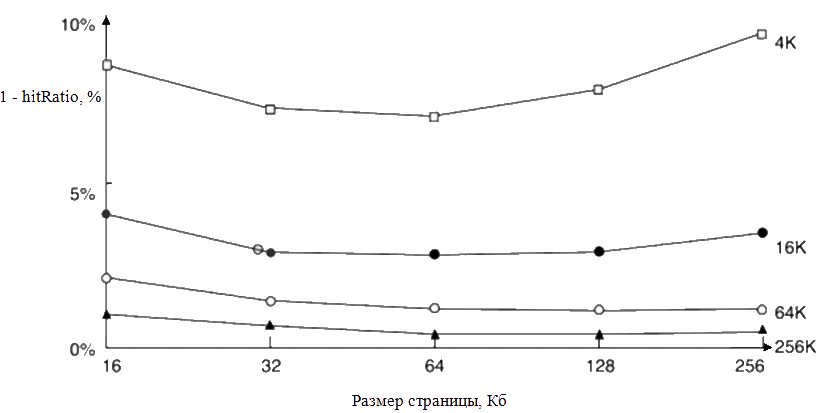 10%
4K
1 - hitRatio, %
5%
16K
64K
0%
256K
16 32 64 128 256
Размер страницы, Кб